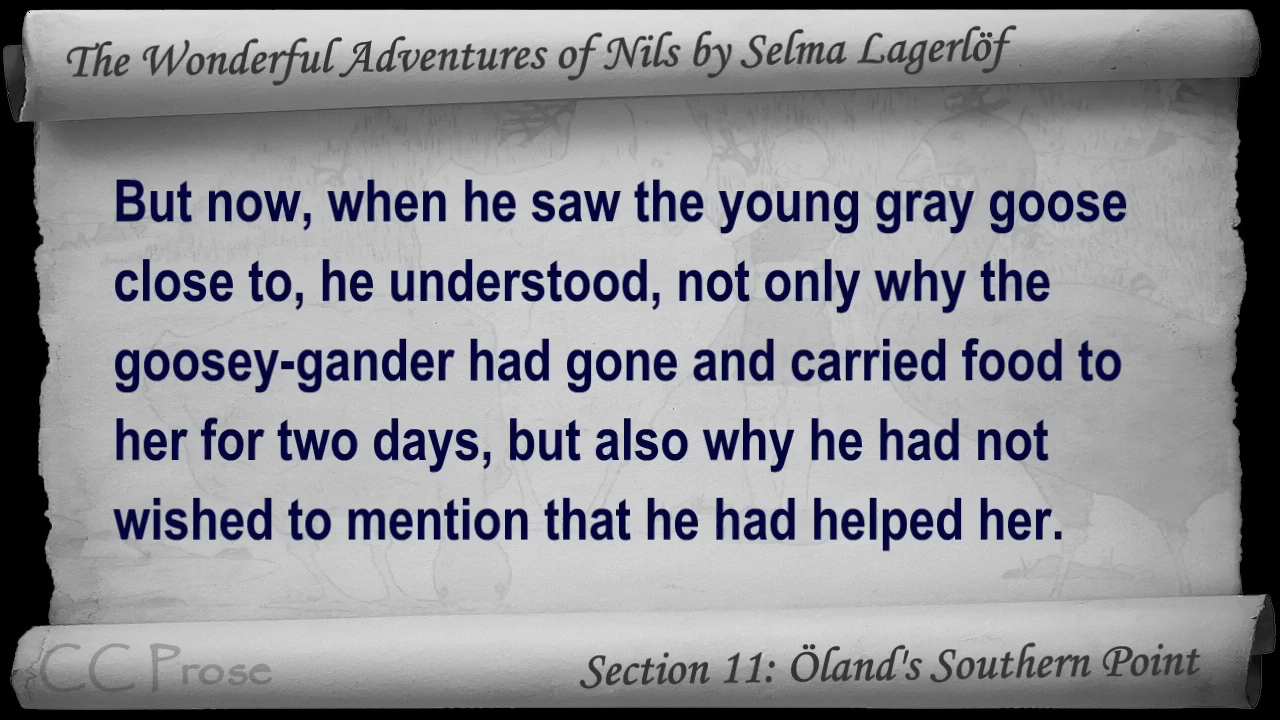 The Wonderful Adventures of Nils by Selma Lagerlöf
But now, when he saw the young gray goose
close to, he understood, not only why the
goosey-gander had gone and carried food to
her for two days, but also why he had not
wished to mention that he had helped her.
CC Prose
Section 11: Öland's Southern Point